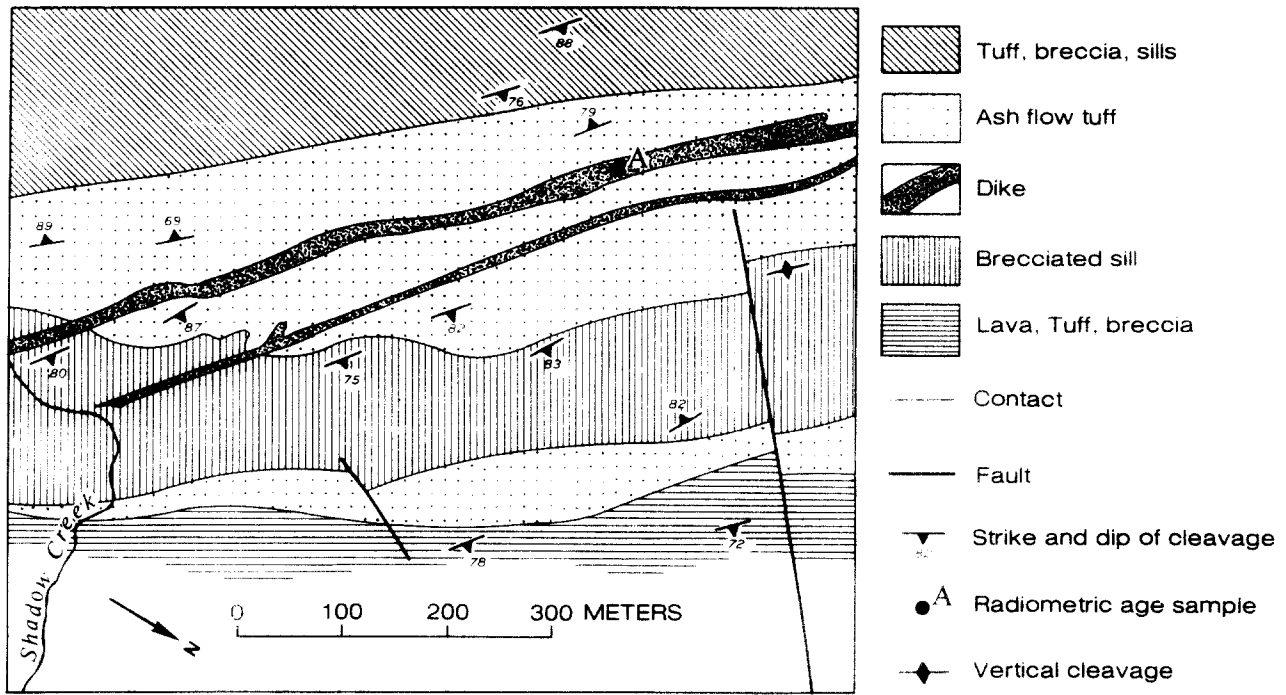 88
76
79
A
89
69
87
82
80
75
83
82
78
72
Shadow Creek
N
0 100 200 300 METERS
Tuff, breccia, sills
Ash flow tuff
Dike
Brecciated sill
Lava, Tuff, breccia
Contact
Fault
Strike and dip of cleavage
A Radiometric age sample
Vertical cleavage